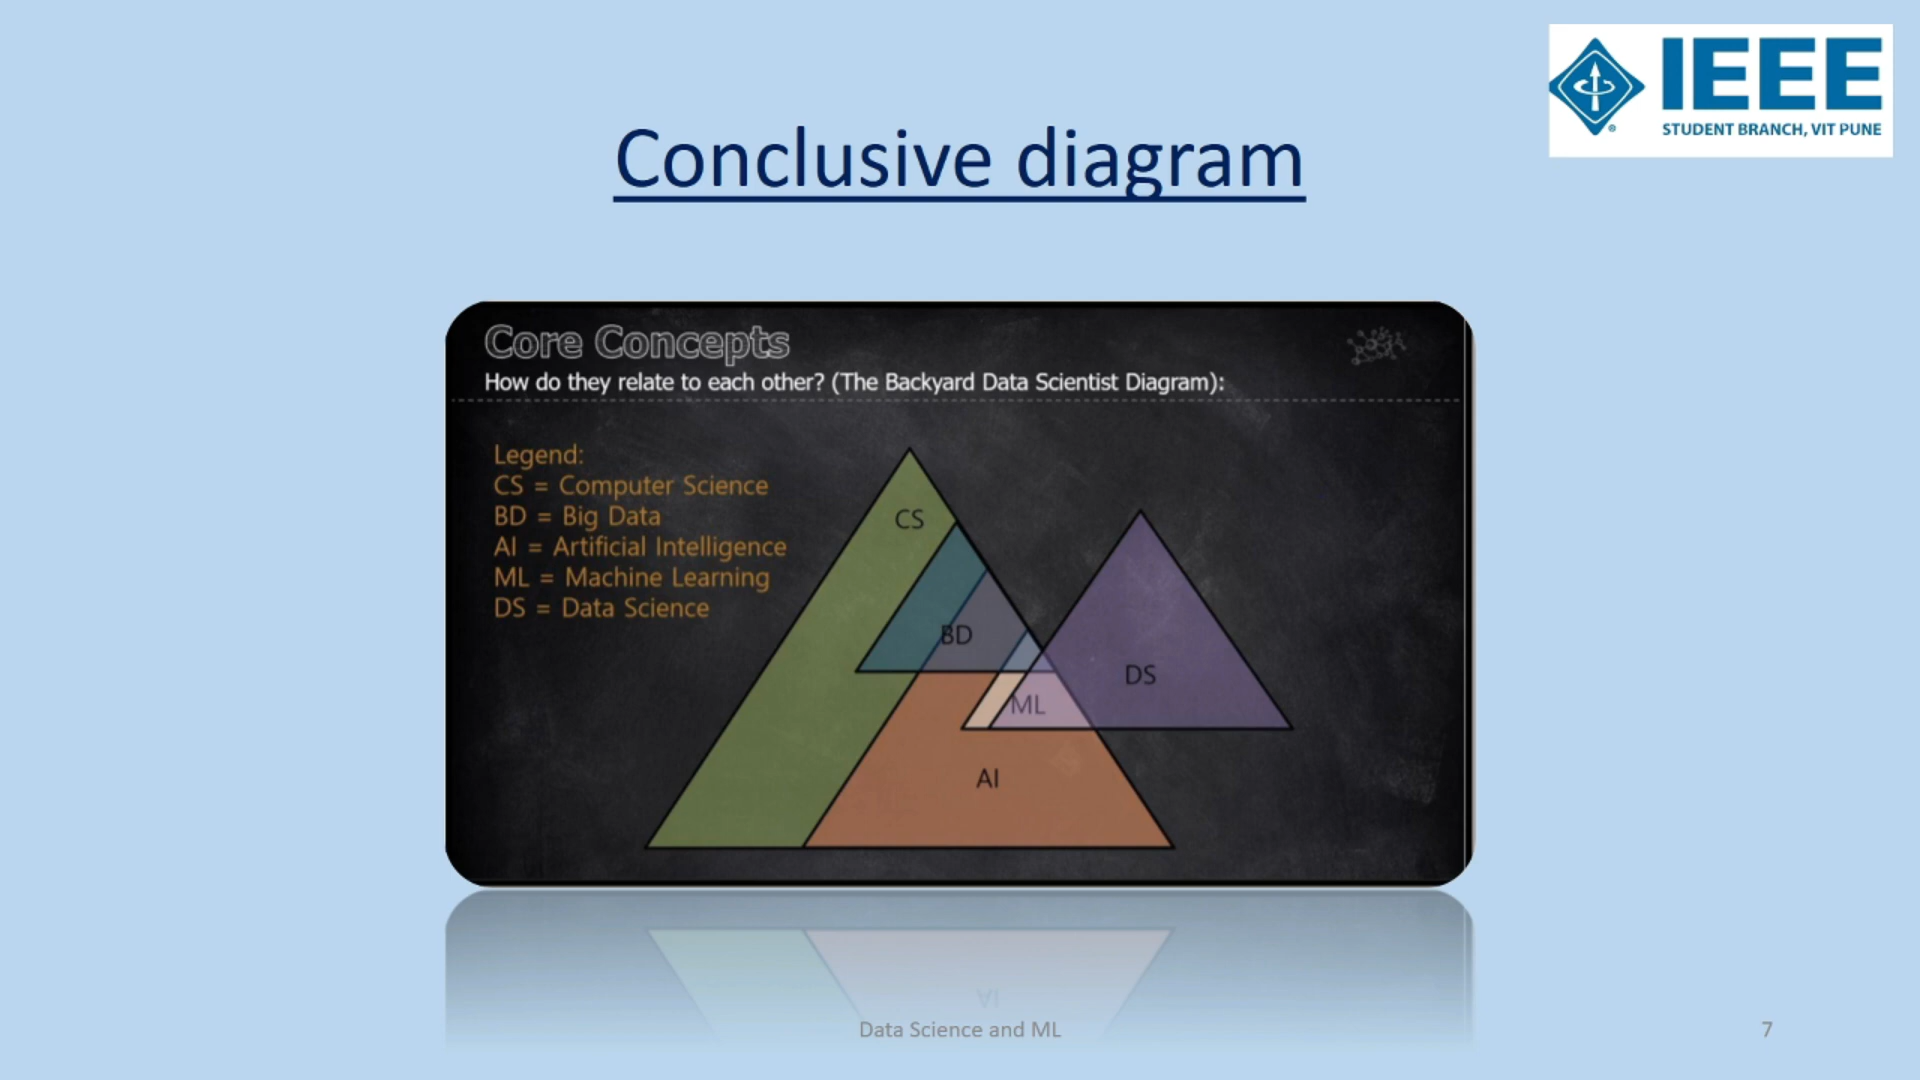 IEEE
STUDENT BRANCH, VIT PUNE
Conclusive diagram
Core Concepts
How do they relate to each other? (The Backyard Data Scientist Diagram):
Legend:
CS = Computer Science
BD = Big Data
AI = Artificial Intelligence
ML = Machine Learning
DS = Data Science
CS
BD
DS
ML
AI
AI
Data Science and ML
7